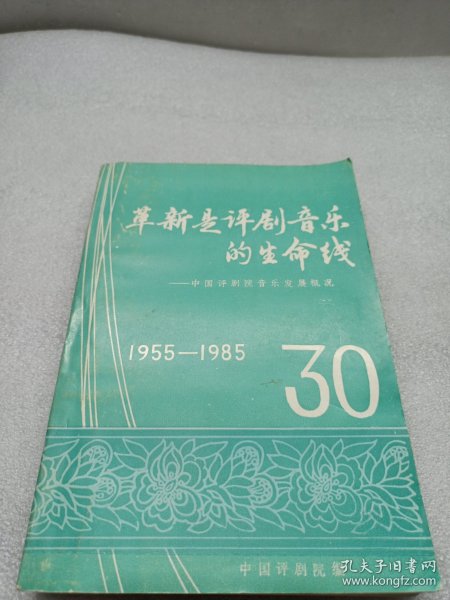 革新是评剧音乐
的生命线
——中国评剧院音乐发展概况
1955—1985
30
中国评剧院编
孔夫子旧书网
kongfz.com